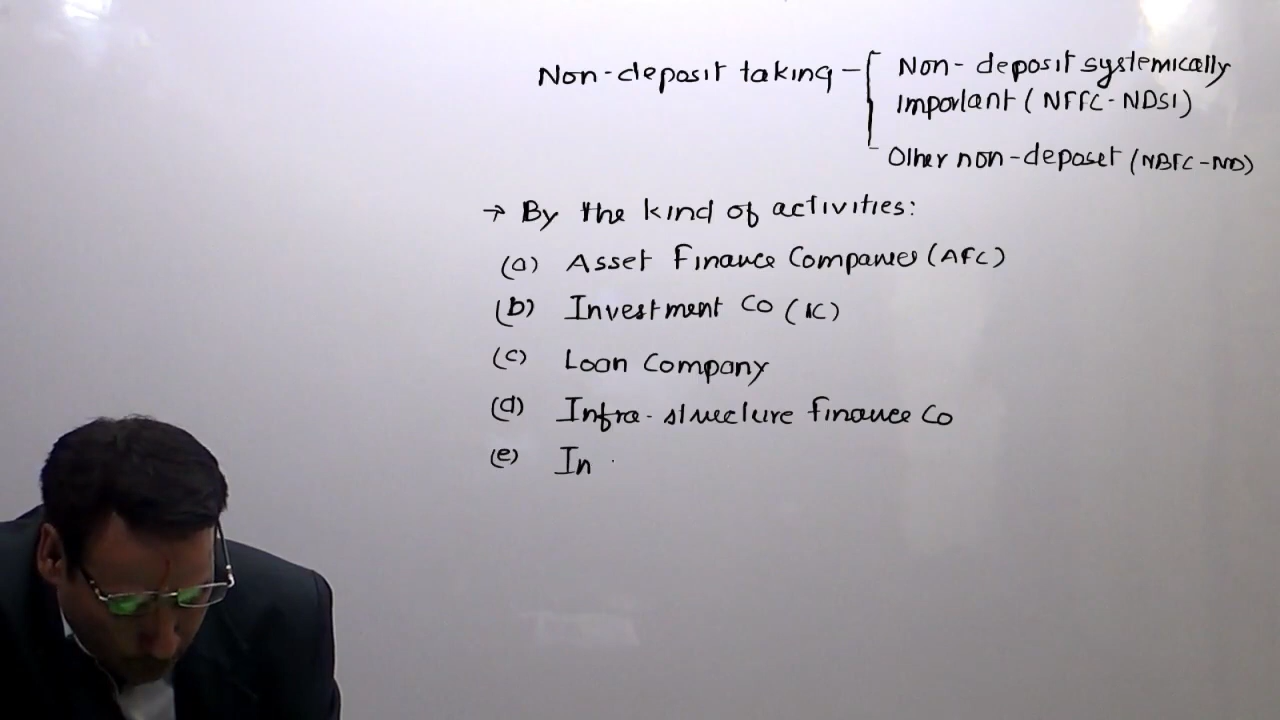 Non-deposit taking - Non-deposit systemically
Important (NFFC-NDSI)
Other non-deposet (NBFC-ND)
→ By the kind of activities:
(a) Asset Finance Companies (AFC)
(b) Investment Co (IC)
(c) Loan Company
(d) Infra-structure Finance Co
(e) In